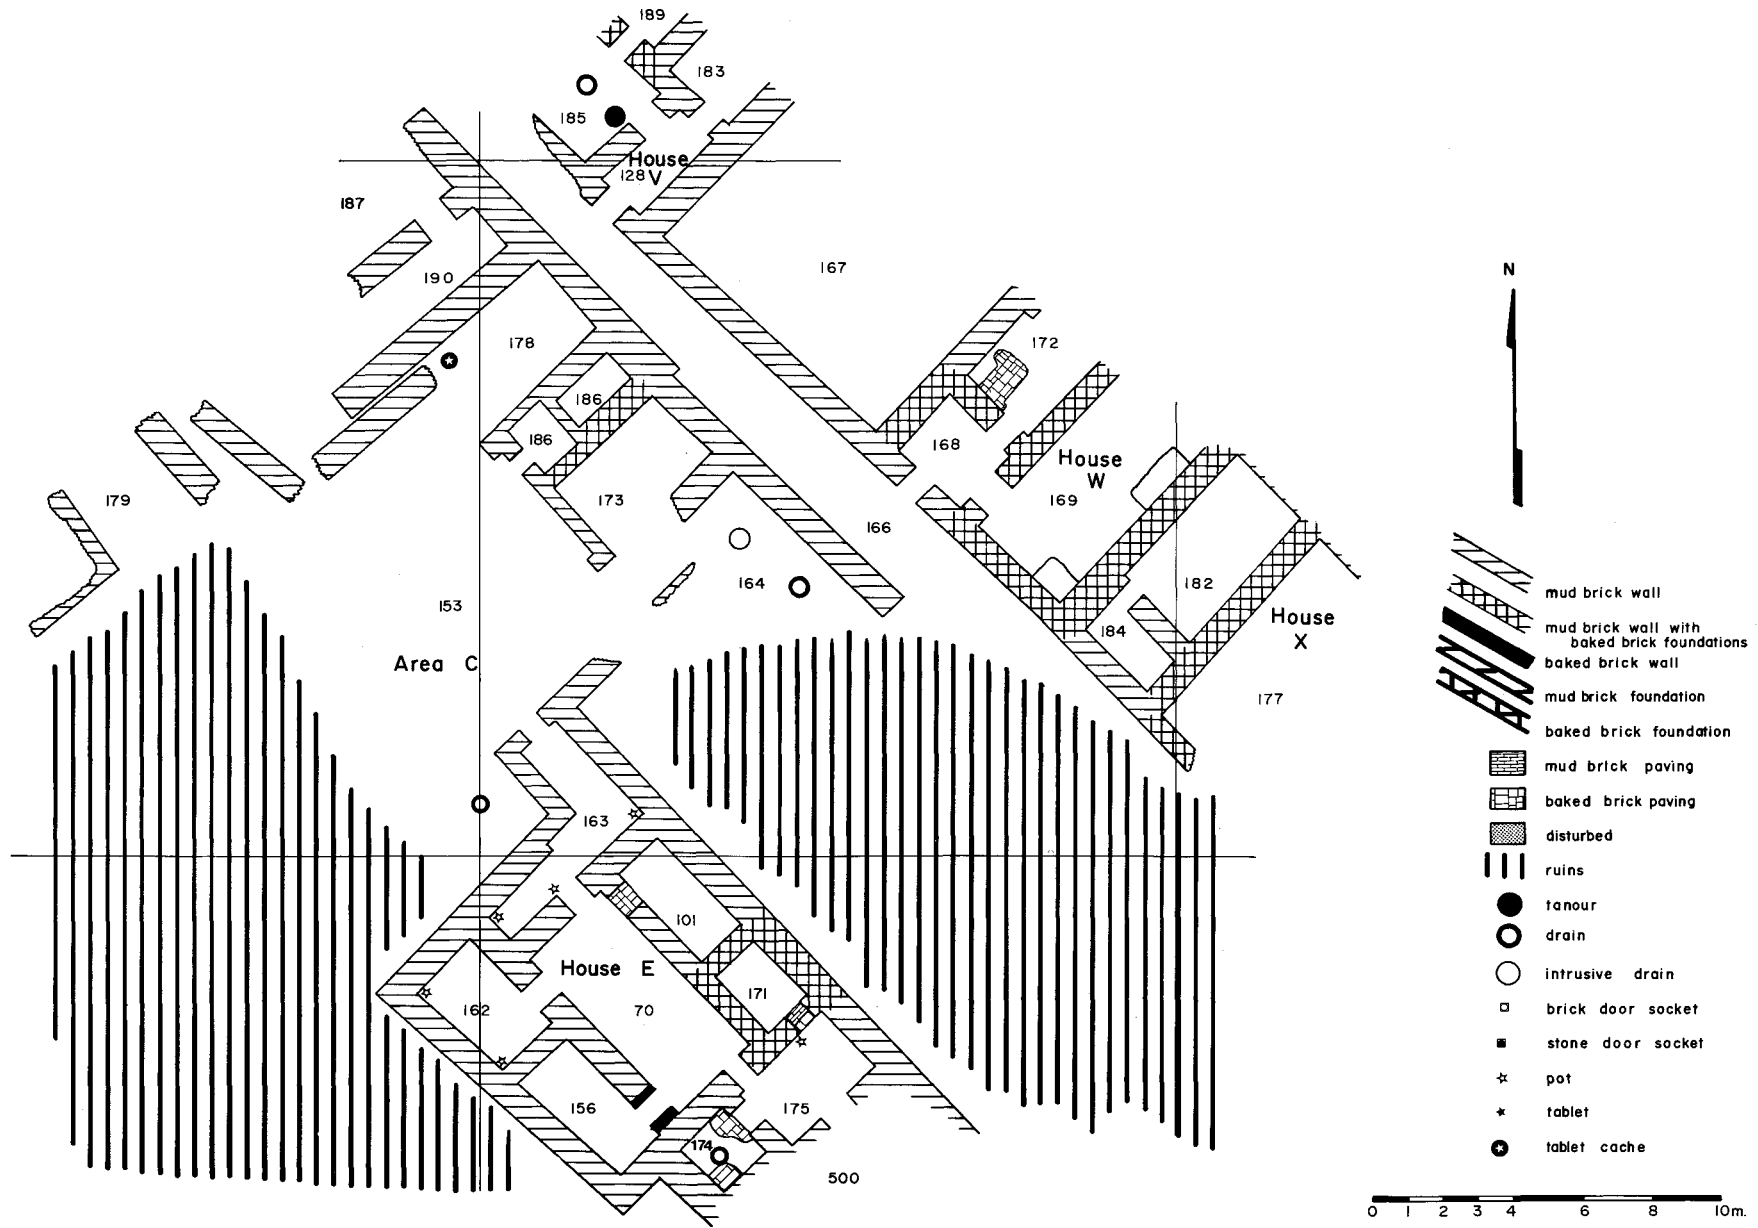 189
183
185
House
128 V
187
190
167
178
172
186
168
186
House
W
179
173
169
166
164
182
153
184
House
X
Area C
177
163
101
House E
171
162
70
156
175
174
500
N
mud brick wall
mud brick wall with
baked brick foundations
baked brick wall
mud brick foundation
baked brick foundation
mud brick paving
baked brick paving
disturbed
ruins
tanour
drain
intrusive drain
brick door socket
stone door socket
pot
tablet
tablet cache
0 1 2 3 4 6 8 10m.